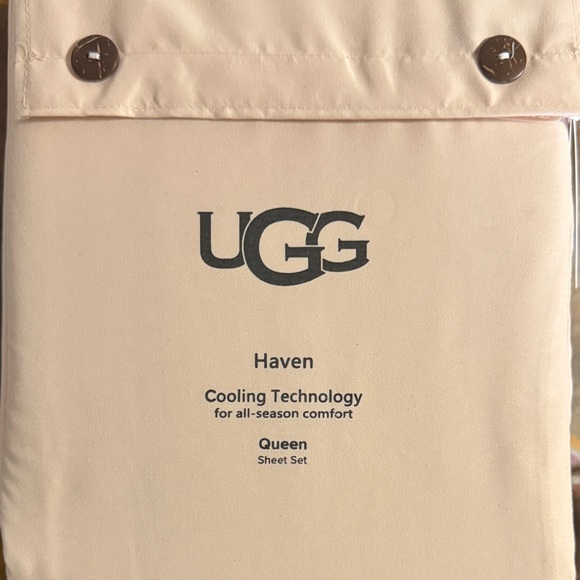 UGG
Haven
Cooling Technology
for all-season comfort
Queen
Sheet Set